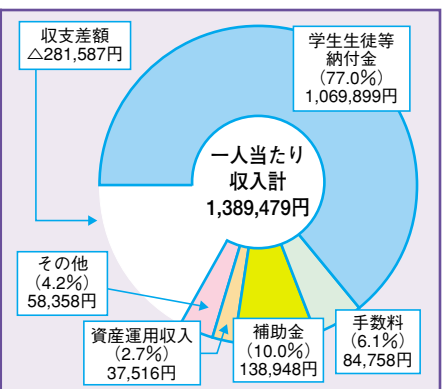 収支差額
△281,587円
学生生徒等
納付金
（77.0％）
1,069,899円
一人当たり
収入計
1,389,479円
その他
（4.2％）
58,358円
資産運用収入
（2.7％）
37,516円
補助金
（10.0％）
138,948円
手数料
（6.1％）
84,758円